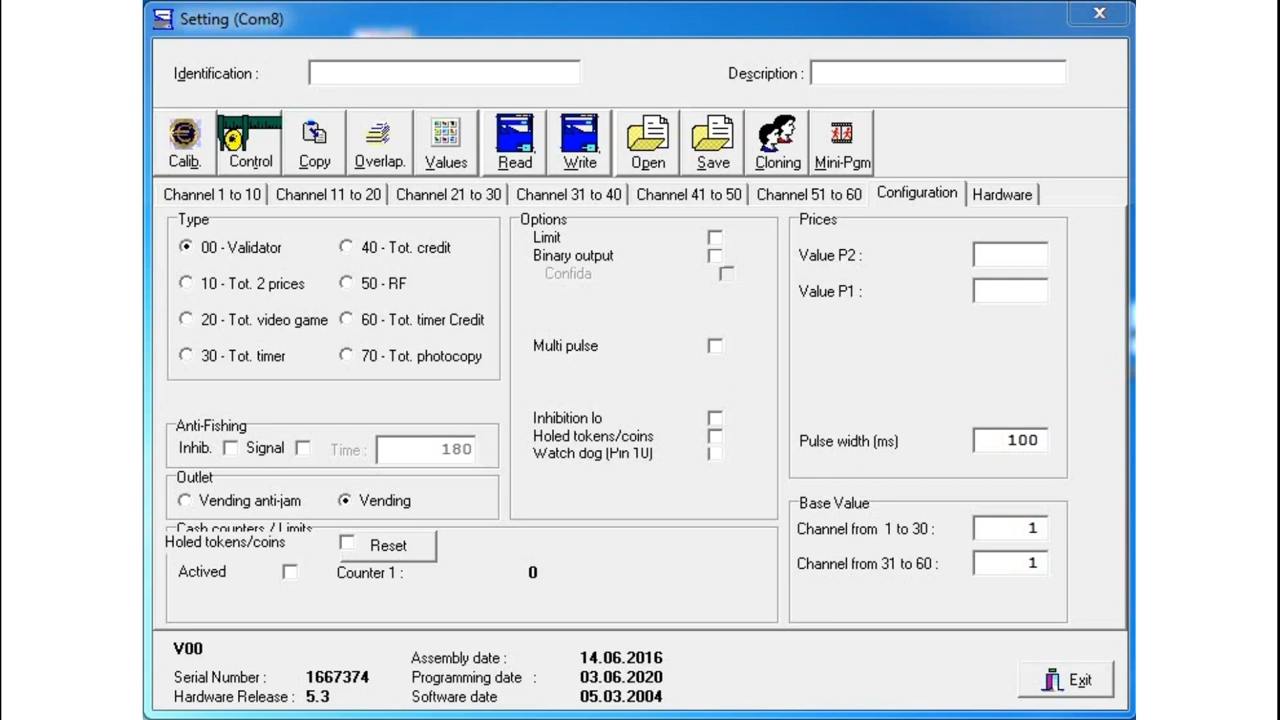 Setting (Com8)
Identification :
Description :
Calib. Control Copy Overlap. Values Read Write Open Save Cloning Mini-Pgm
Channel 1 to 10 Channel 11 to 20 Channel 21 to 30 Channel 31 to 40 Channel 41 to 50 Channel 51 to 60 Configuration Hardware
Type
00 - Validator
40 - Tot. credit
10 - Tot. 2 prices
50 - RF
20 - Tot. video game
60 - Tot. timer Credit
30 - Tot. timer
70 - Tot. photocopy
Anti-Fishing
Inhib. Signal Time : 180
Outlet
Vending anti-jam Vending
Cash counters / Limits
Holed tokens/coins Reset
Actived Counter 1 : 0
Options
Limit
Binary output
Confida
Multi pulse
Inhibition lo
Holed tokens/coins
Watch dog (Pin 10)
Prices
Value P2 :
Value P1 :
Pulse width (ms) 100
Base Value
Channel from 1 to 30 : 1
Channel from 31 to 60 : 1
V00
Serial Number : 1667374
Hardware Release : 5.3
Assembly date : 14.06.2016
Programming date : 03.06.2020
Software date 05.03.2004
Exit